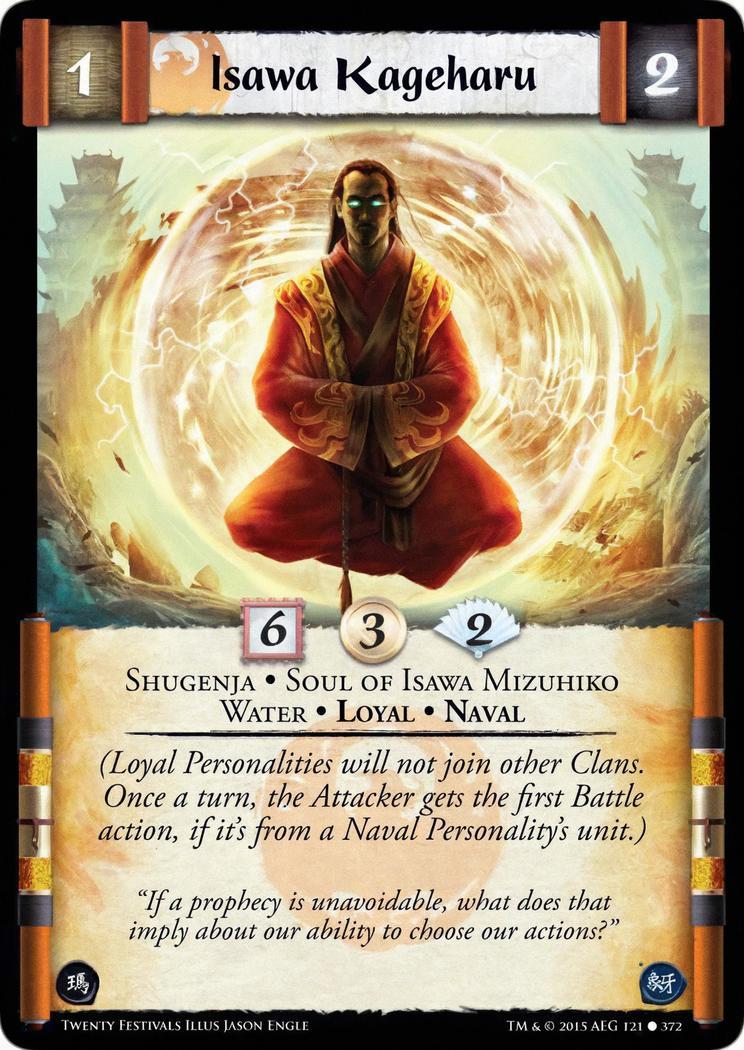 1
Isawa Kageharu
2
6 3 2
Shugenja • Soul of Isawa Mizuhiko
Water • Loyal • Naval
(Loyal Personalities will not join other Clans.
Once a turn, the Attacker gets the first Battle
action, if it's from a Naval Personality's unit.)
“If a prophecy is unavoidable, what does that
imply about our ability to choose our actions?”
瑪
象牙
Twenty Festivals Illus Jason Engle
TM & © 2015 AEG 121 ● 372